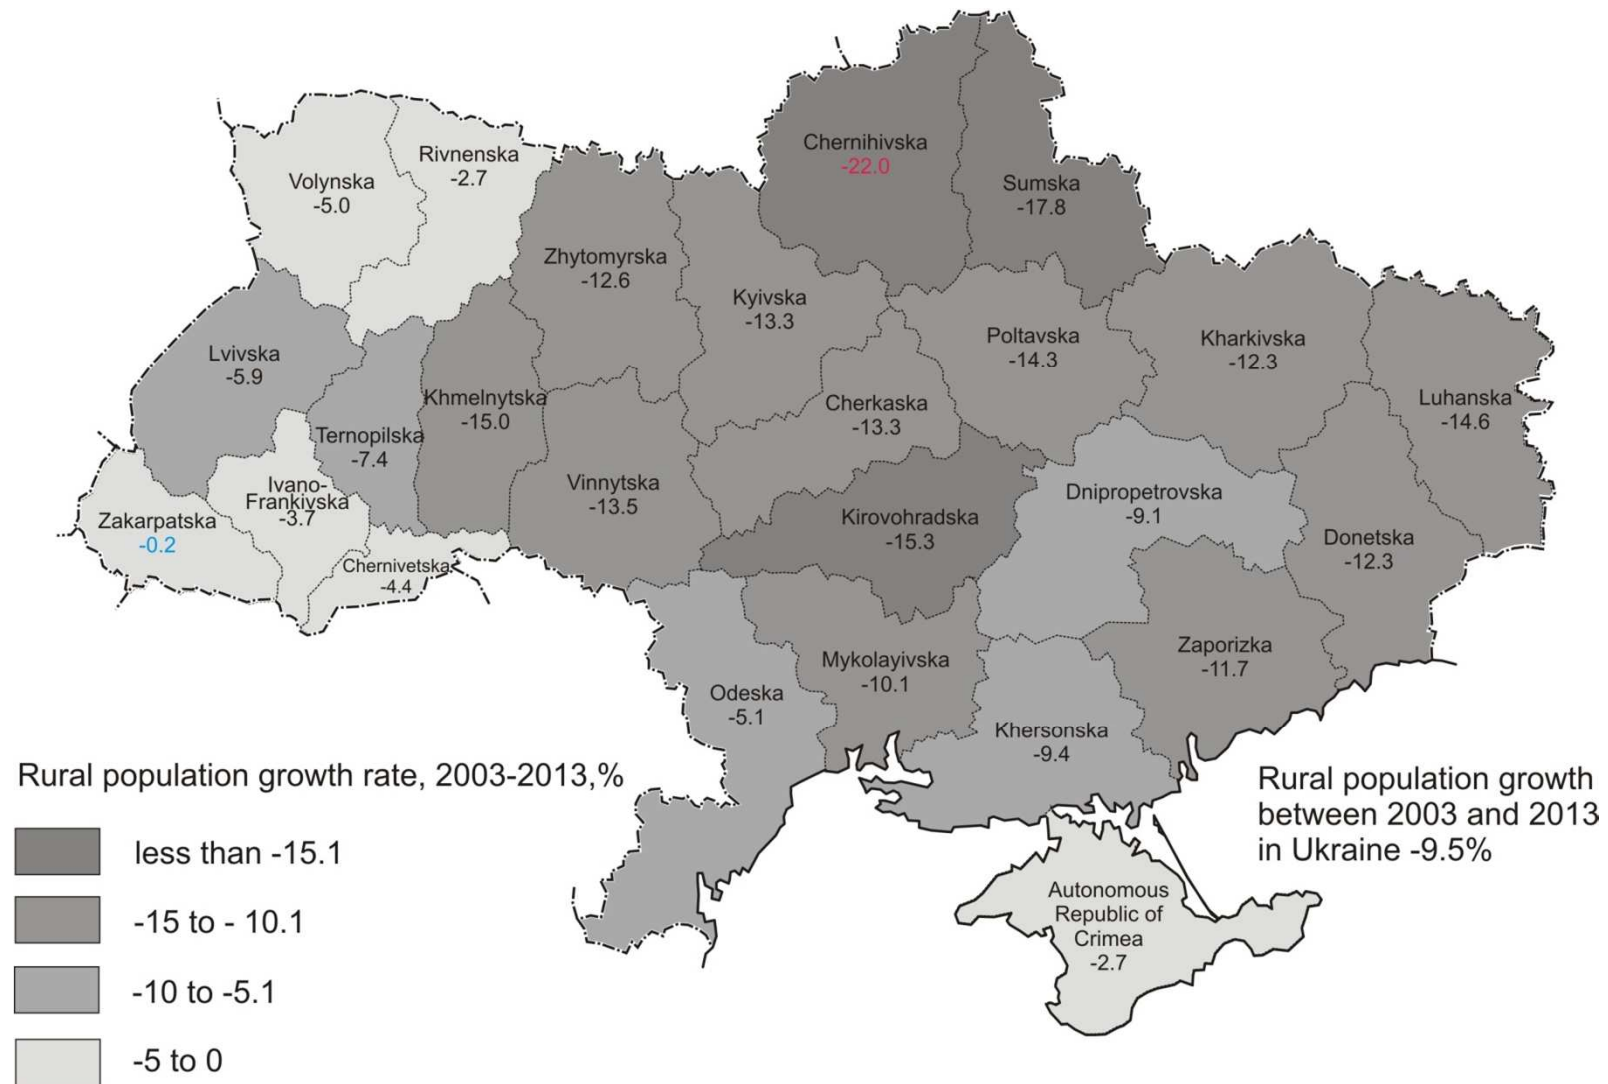 Chernihivska
-22.0
Rivnenska
-2.7
Volynska
-5.0
Sumska
-17.8
Zhytomyrska
-12.6
Kyivska
-13.3
Poltavska
-14.3
Kharkivska
-12.3
Lvivska
-5.9
Khmelnytska
-15.0
Cherkaska
-13.3
Luhanska
-14.6
Ternopilska
-7.4
Vinnytska
-13.5
Ivano-
Frankivska
-3.7
Dnipropetrovska
-9.1
Zakarpatska
-0.2
Kirovohradska
-15.3
Donetska
-12.3
Chernivetska
-4.4
Zaporizka
-11.7
Mykolayivska
-10.1
Odeska
-5.1
Khersonska
-9.4
Autonomous
Republic of
Crimea
-2.7
Rural population growth rate, 2003-2013,%
less than -15.1
-15 to - 10.1
-10 to -5.1
-5 to 0
Rural population growth
between 2003 and 2013
in Ukraine -9.5%